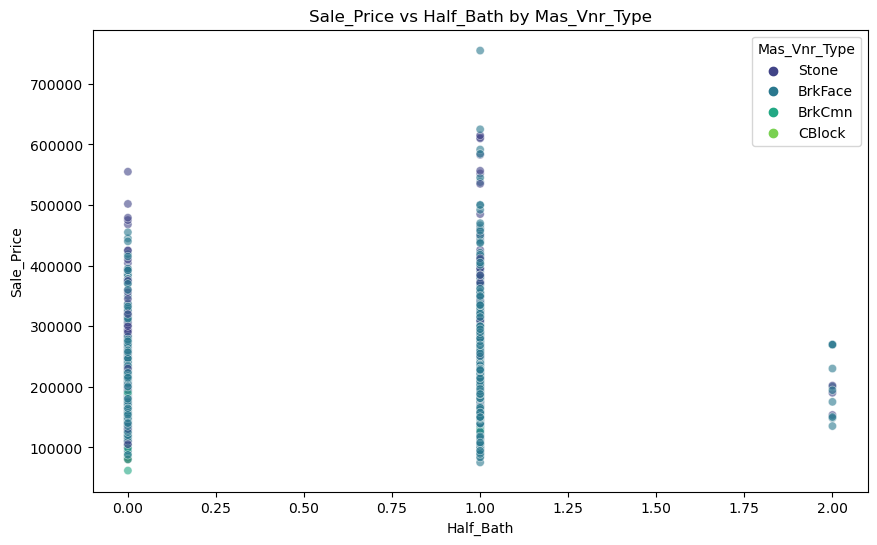 Sale_Price vs Half_Bath by Mas_Vnr_Type
Mas_Vnr_Type
Stone
BrkFace
BrkCmn
CBlock
700000
600000
500000
400000
300000
200000
100000
Sale_Price
0.00 0.25 0.50 0.75 1.00 1.25 1.50 1.75 2.00
Half_Bath